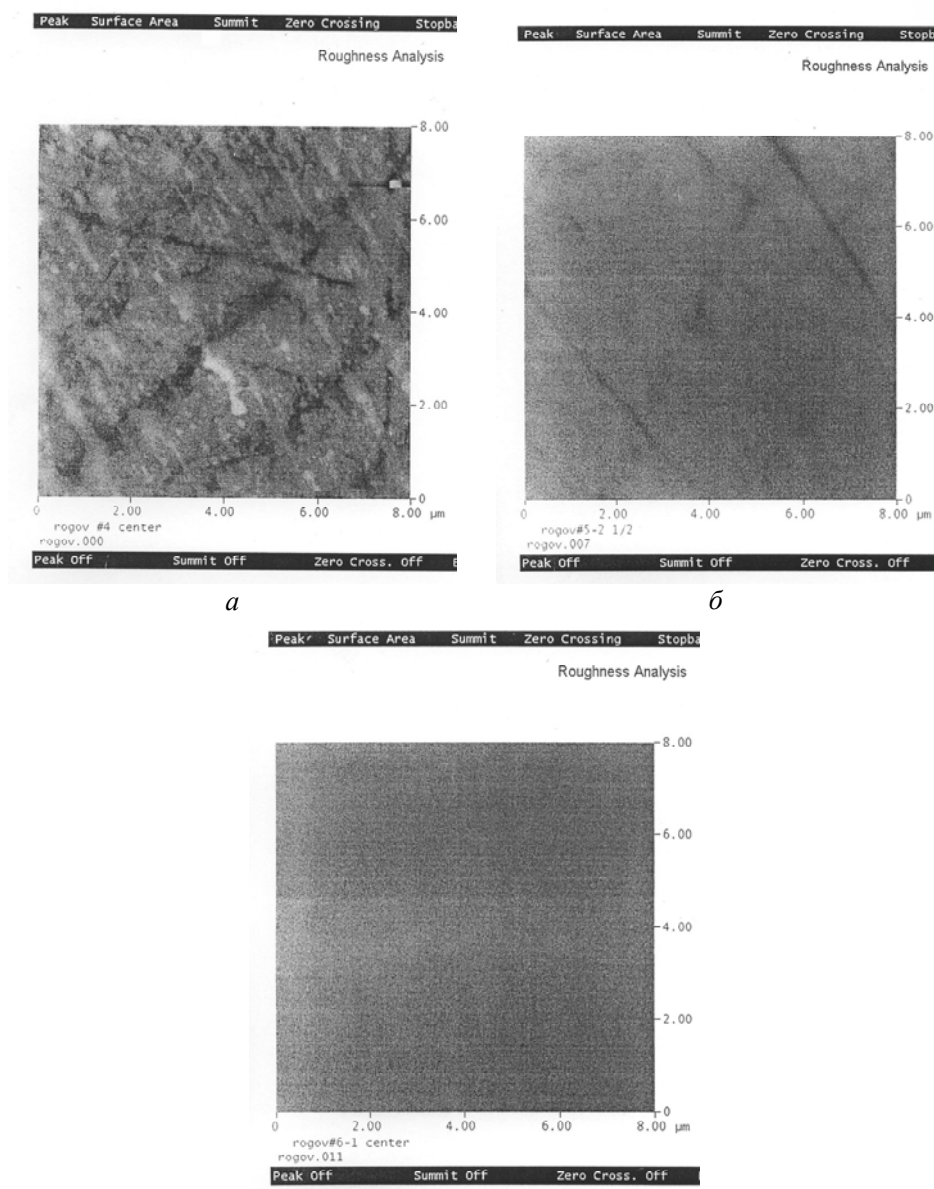 Peak Surface Area Summit Zero Crossing Stopba
Roughness Analysis
8.00
6.00
4.00
2.00
0
0 2.00 4.00 6.00 8.00 µm
rogov #4 center
rogov.000
Peak Off Summit Off Zero Cross. Off
а
Peak Surface Area Summit Zero Crossing Stopb
Roughness Analysis
8.00
6.00
4.00
2.00
0
0 2.00 4.00 6.00 8.00 µm
rogov#5-2 1/2
rogov.007
Peak Off Summit Off Zero Cross. Off
б
Peak Surface Area Summit Zero Crossing Stopba
Roughness Analysis
8.00
6.00
4.00
2.00
0
0 2.00 4.00 6.00 8.00 µm
rogov#6-1 center
rogov.011
Peak Off Summit Off Zero Cross. Off